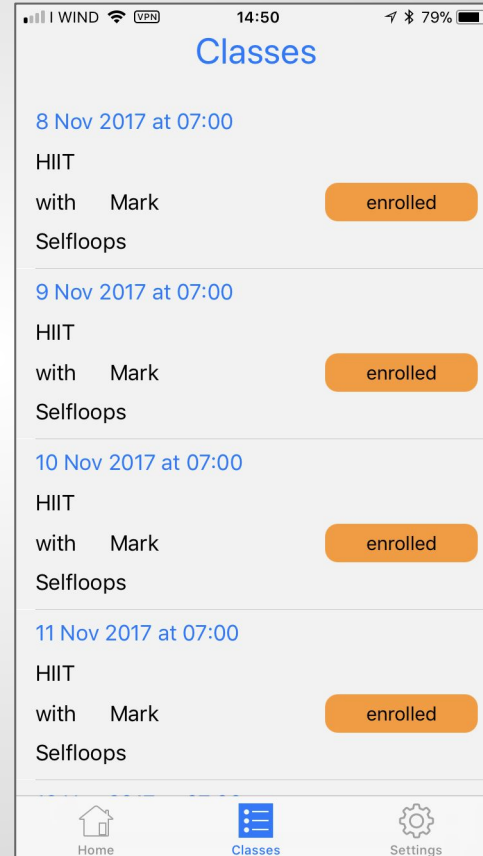 I WIND VPN 14:50 79%
Classes
8 Nov 2017 at 07:00
HIIT
with Mark enrolled
Selfloops
9 Nov 2017 at 07:00
HIIT
with Mark enrolled
Selfloops
10 Nov 2017 at 07:00
HIIT
with Mark enrolled
Selfloops
11 Nov 2017 at 07:00
HIIT
with Mark enrolled
Selfloops
Home Classes Settings